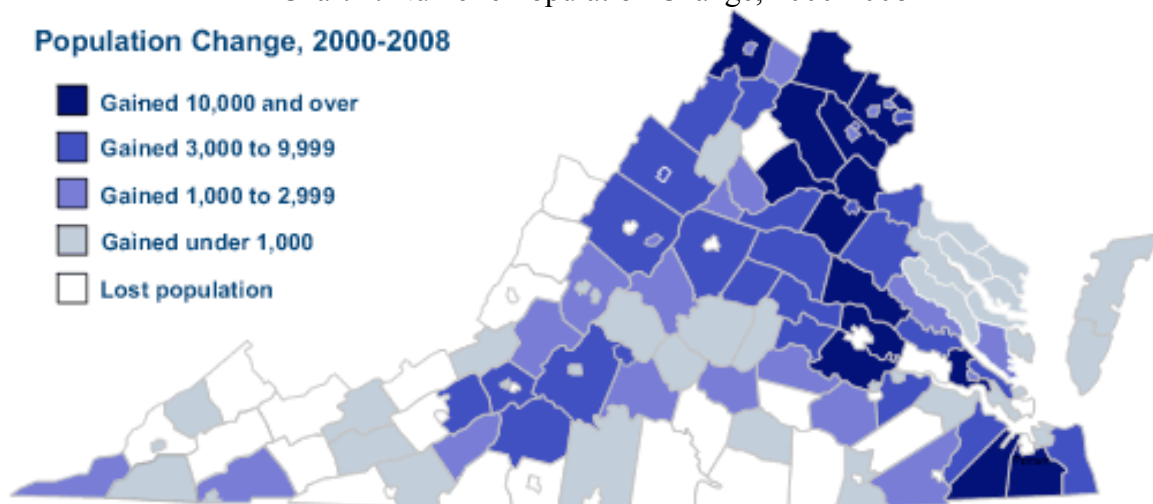 Population Change, 2000-2008
Gained 10,000 and over
Gained 3,000 to 9,999
Gained 1,000 to 2,999
Gained under 1,000
Lost population